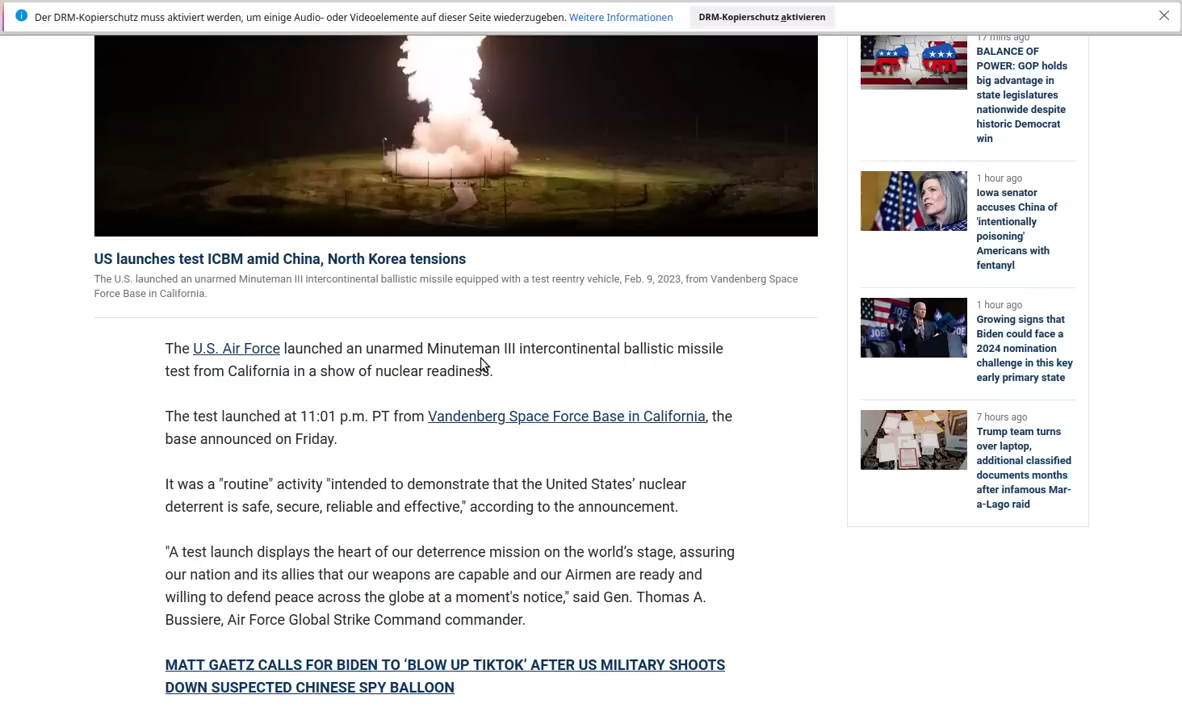 Der DRM-Kopierschutz muss aktiviert werden, um einige Audio- oder Videoelemente auf dieser Seite wiederzugeben. Weitere Informationen
DRM-Kopierschutz aktivieren
US launches test ICBM amid China, North Korea tensions
The U.S. launched an unarmed Minuteman III intercontinental ballistic missile equipped with a test reentry vehicle, Feb. 9, 2023, from Vandenberg Space
Force Base in California.
The U.S. Air Force launched an unarmed Minuteman III intercontinental ballistic missile
test from California in a show of nuclear readiness.
The test launched at 11:01 p.m. PT from Vandenberg Space Force Base in California, the
base announced on Friday.
It was a "routine" activity "intended to demonstrate that the United States’ nuclear
deterrent is safe, secure, reliable and effective," according to the announcement.
"A test launch displays the heart of our deterrence mission on the world’s stage, assuring
our nation and its allies that our weapons are capable and our Airmen are ready and
willing to defend peace across the globe at a moment's notice," said Gen. Thomas A.
Bussiere, Air Force Global Strike Command commander.
MATT GAETZ CALLS FOR BIDEN TO ‘BLOW UP TIKTOK’ AFTER US MILITARY SHOOTS
DOWN SUSPECTED CHINESE SPY BALLOON
17 mins ago
BALANCE OF
POWER: GOP holds
big advantage in
state legislatures
nationwide despite
historic Democrat
win
1 hour ago
Iowa senator
accuses China of
'intentionally
poisoning'
Americans with
fentanyl
JOE
JOE
1 hour ago
Growing signs that
Biden could face a
2024 nomination
challenge in this key
early primary state
7 hours ago
Trump team turns
over laptop,
additional classified
documents months
after infamous Mar-
a-Lago raid